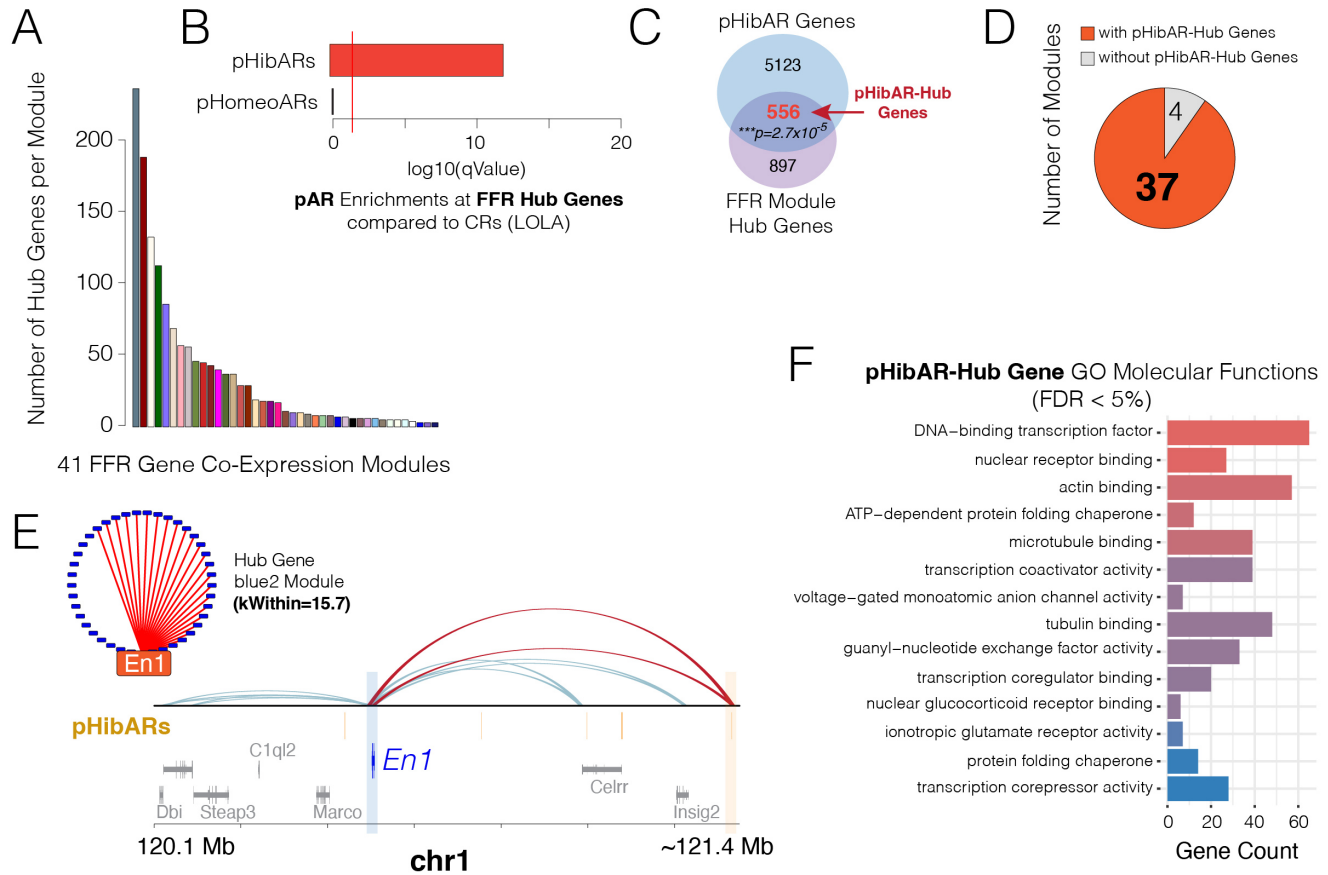 A
Number of Hub Genes per Module
200
150
100
50
0
41 FFR Gene Co-Expression Modules
B
pHibARs
pHomeoARs
0
10
20
log10(qValue)
pAR Enrichments at FFR Hub Genes
compared to CRs (LOLA)
C
pHibAR Genes
5123
556
***p=2.7x10-5
897
FFR Module
Hub Genes
pHibAR-Hub
Genes
D
Number of Modules
with pHibAR-Hub Genes
without pHibAR-Hub Genes
4
37
E
Hub Gene
blue2 Module
(kWithin=15.7)
En1
pHibARs
C1ql2
En1
Celrr
Dbi
Steap3
Marco
Insig2
120.1 Mb
chr1
~121.4 Mb
F
pHibAR-Hub Gene GO Molecular Functions
(FDR < 5%)
DNA−binding transcription factor
nuclear receptor binding
actin binding
ATP−dependent protein folding chaperone
microtubule binding
transcription coactivator activity
voltage−gated monoatomic anion channel activity
tubulin binding
guanyl−nucleotide exchange factor activity
transcription coregulator binding
nuclear glucocorticoid receptor binding
ionotropic glutamate receptor activity
protein folding chaperone
transcription corepressor activity
0 20 40 60
Gene Count